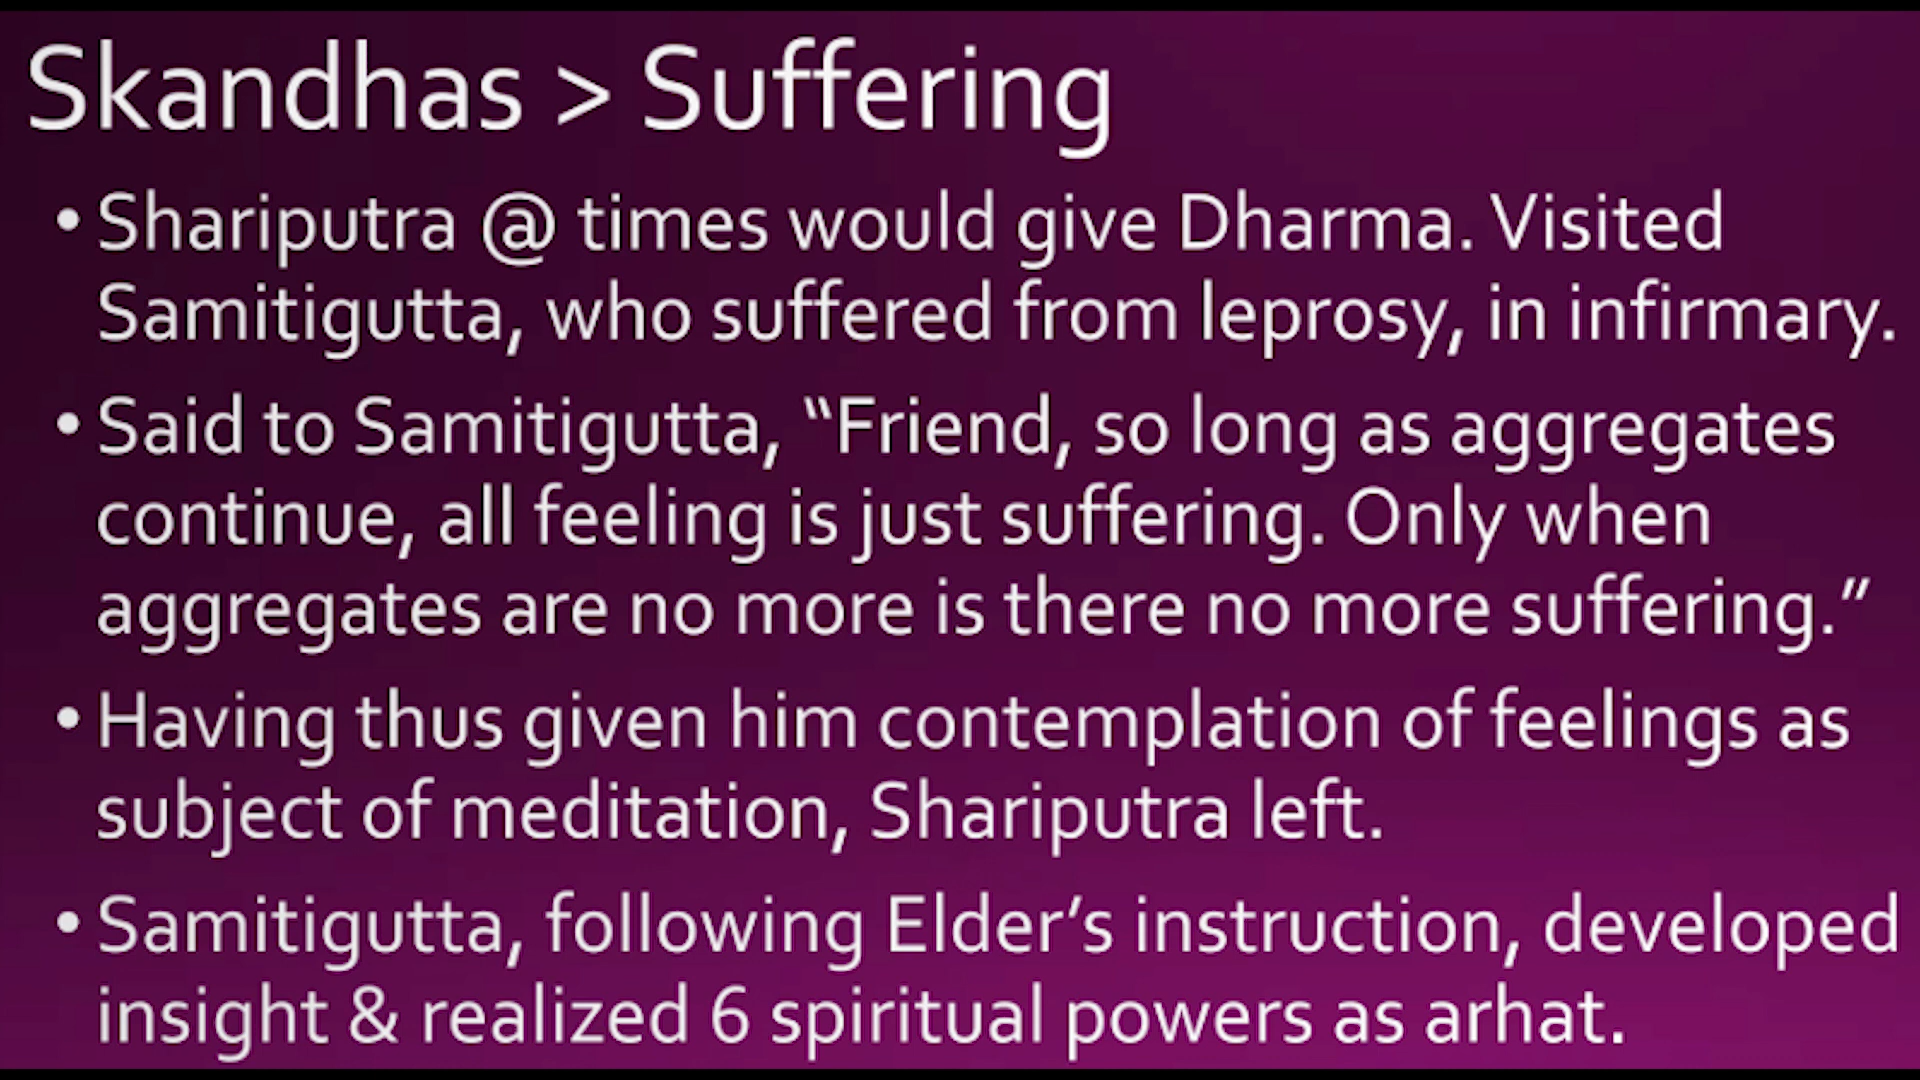 Skandhas > Suffering
• Shariputra @ times would give Dharma. Visited
Samitigutta, who suffered from leprosy, in infirmary.
• Said to Samitigutta, “Friend, so long as aggregates
continue, all feeling is just suffering. Only when
aggregates are no more is there no more suffering.”
• Having thus given him contemplation of feelings as
subject of meditation, Shariputra left.
• Samitigutta, following Elder’s instruction, developed
insight & realized 6 spiritual powers as arhat.